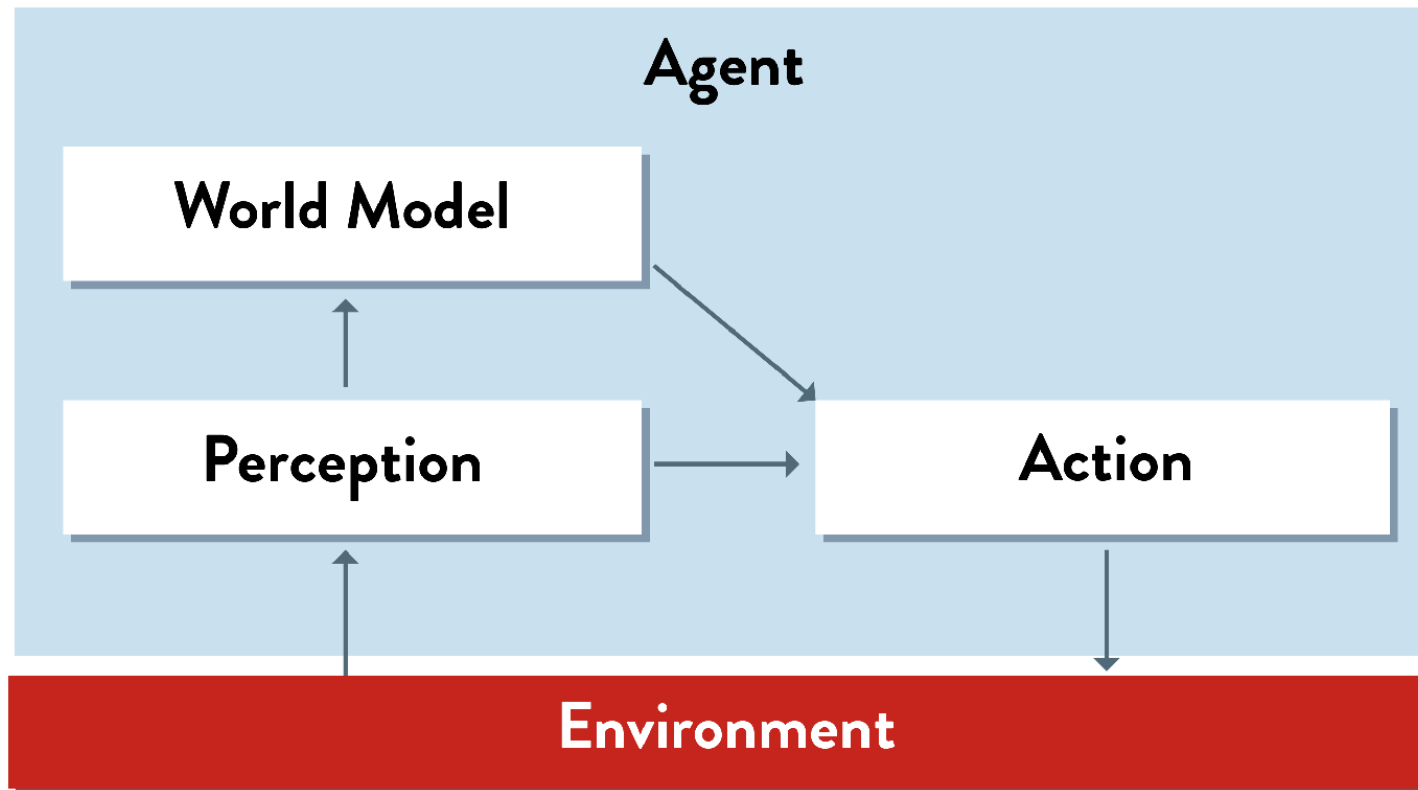 Agent
World Model
Perception
Action
Environment